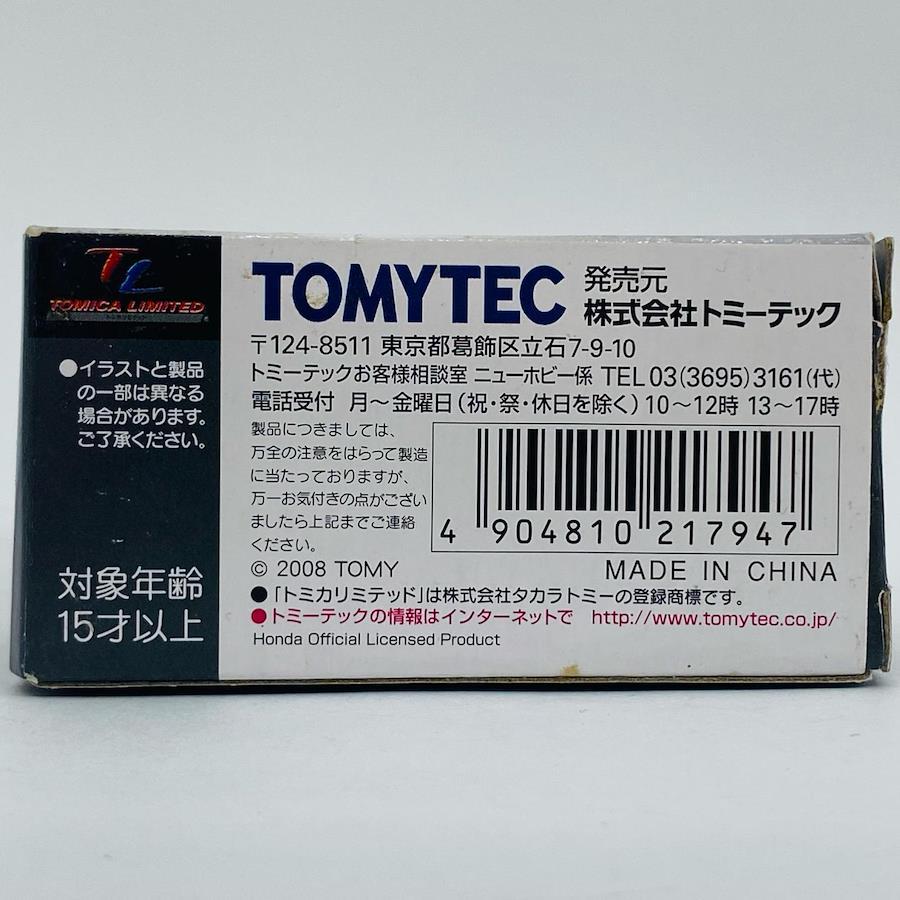 TL
TOMICA LIMITED
トミカリミテッド
●イラストと製品
の一部は異なる
場合があります。
ご了承ください。
対象年齢
15才以上
TOMYTEC 発売元
株式会社トミーテック
〒124-8511 東京都葛飾区立石7-9-10
トミーテックお客様相談室 ニューホビー係 TEL 03(3695)3161(代)
電話受付 月～金曜日(祝・祭・休日を除く) 10～12時 13～17時
製品につきましては、
万全の注意をはらって製造
に当たっておりますが、
万一お気付きの点がござい
ましたら上記までご連絡
ください。
4 904810 217947
© 2008 TOMY MADE IN CHINA
●「トミカリミテッド」は株式会社タカラトミーの登録商標です。
●トミーテックの情報はインターネットで http://www.tomytec.co.jp/
Honda Official Licensed Product